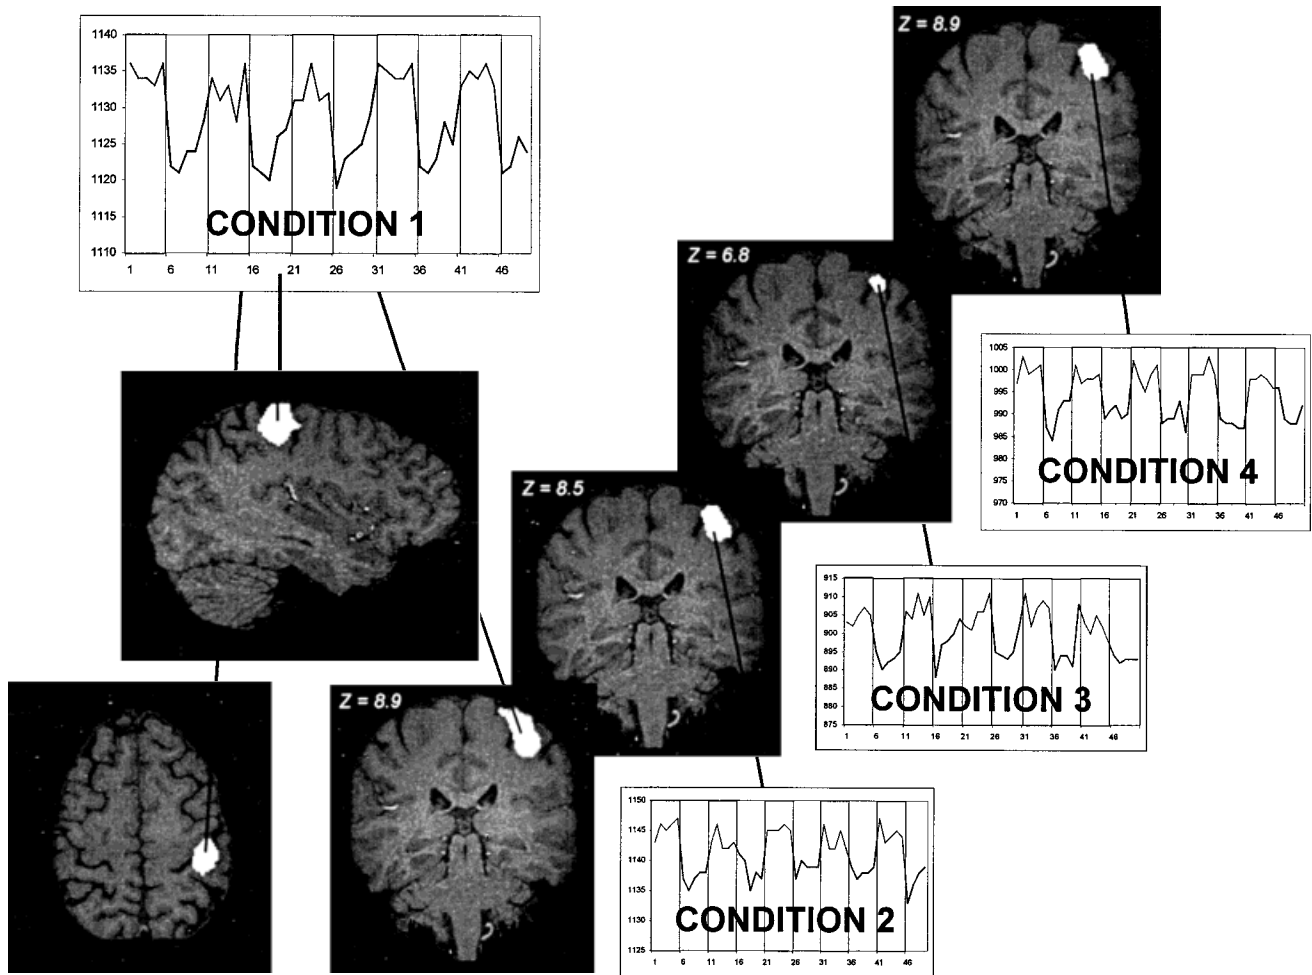 1140
1135
1130
1125
1120
1115
1110
CONDITION 1
1 6 11 16 21 26 31 36 41 46
Z = 8.9
Z = 6.8
1005
1000
995
990
985
980
975
970
CONDITION 4
1 6 11 16 21 26 31 36 41 46
Z = 8.5
915
905
895
885
875
CONDITION 3
1 6 11 16 21 26 31 36 41 46
Z = 8.9
1150
1145
1140
1135
1130
1125
CONDITION 2
1 6 11 16 21 26 31 36 41 46